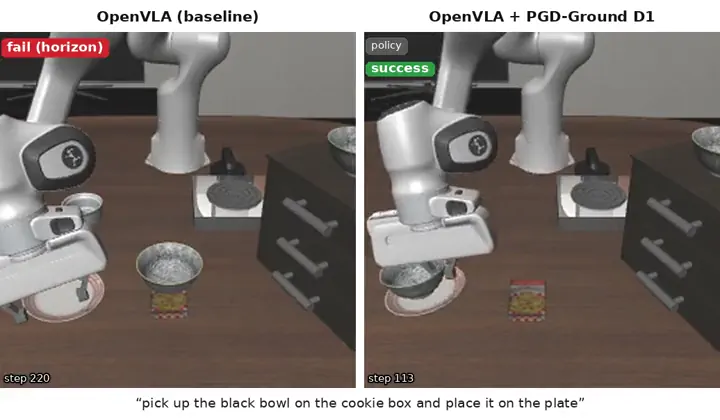 OpenVLA (baseline)
OpenVLA + PGD-Ground D1
fail (horizon)
policy
success
step 220
step 113
“pick up the black bowl on the cookie box and place it on the plate”